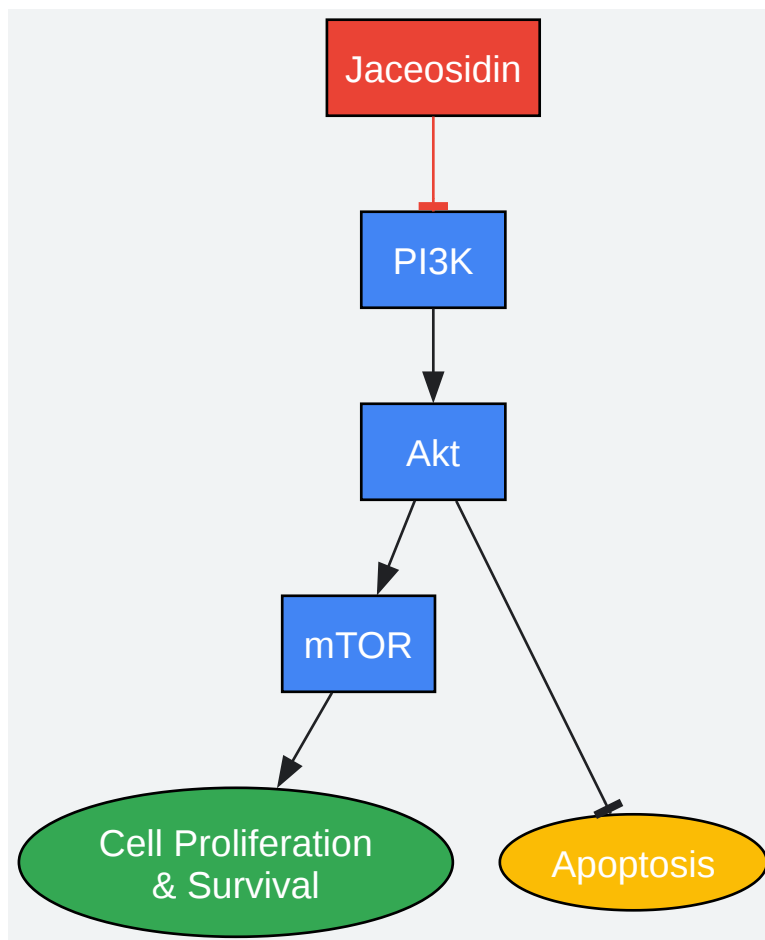 Jaceosidin
PI3K
Akt
mTOR
Cell Proliferation
& Survival
Apoptosis